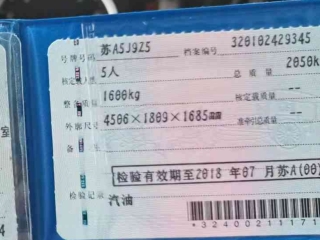 号牌号码 苏A5J9Z5 档案编号 320102429345
核定载人数 5人 总质量 2050k
整备质量 1600kg 核定载质量
外廓尺寸 4506×1809×1685 准牵引总质量
备
检验有效期至2018 年07 月苏A(00)
检验记录 汽油
*3240021117